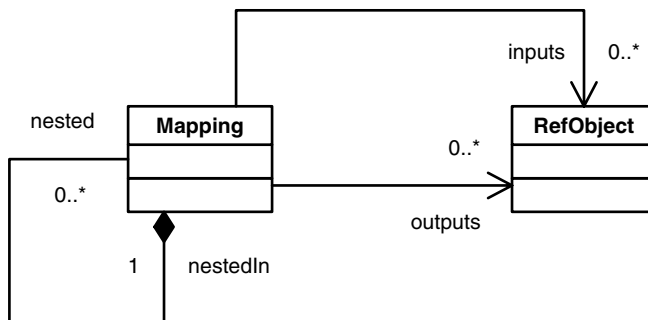 inputs 0..*
nested
Mapping
RefObject
0..*
0..*
outputs
1 nestedIn